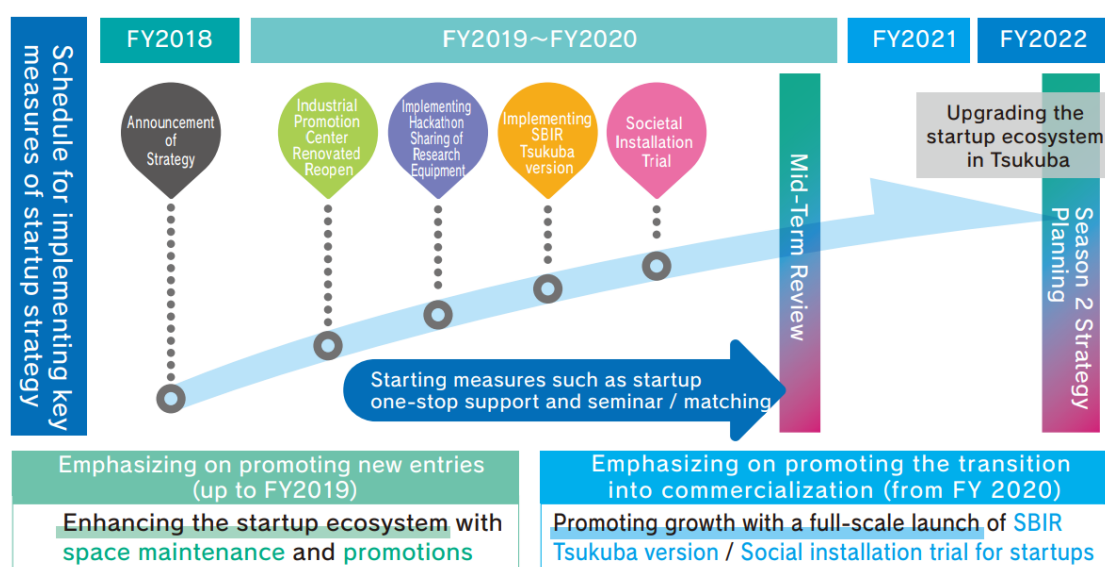 Schedule for implementing key
measures of startup strategy
FY2018
FY2019~FY2020
FY2021
FY2022
Announcement
of
Strategy
Industrial
Promotion
Center
Renovated
Reopen
Implementing
Hackathon
Sharing of
Research
Equipment
Implementing
SBIR
Tsukuba
version
Societal
Installation
Trial
Mid-Term Review
Upgrading the
startup ecosystem
in Tsukuba
Season 2 Strategy
Planning
Starting measures such as startup
one-stop support and seminar / matching
Emphasizing on promoting new entries
(up to FY2019)
Enhancing the startup ecosystem with
space maintenance and promotions
Emphasizing on promoting the transition
into commercialization (from FY 2020)
Promoting growth with a full-scale launch of SBIR
Tsukuba version / Social installation trial for startups